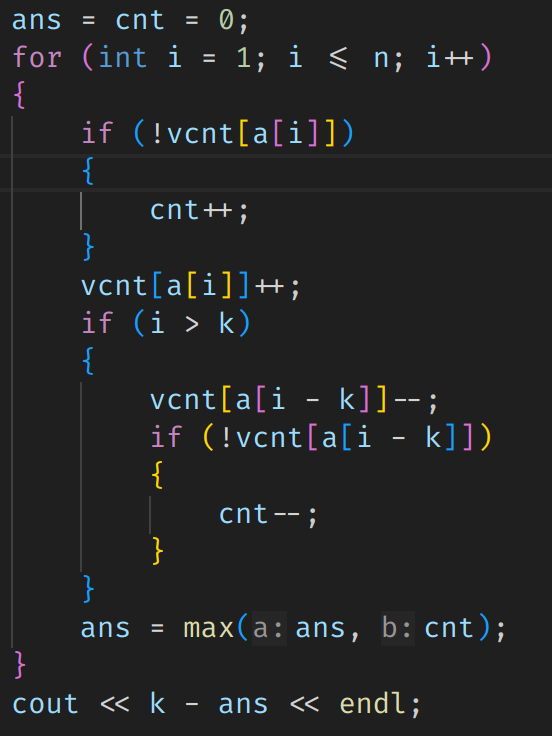 ans = cnt = 0;
for (int i = 1; i <= n; i++)
{
    if (!vcnt[a[i]])
    {
        cnt++;
    }
    vcnt[a[i]]++;
    if (i > k)
    {
        vcnt[a[i - k]]--;
        if (!vcnt[a[i - k]])
        {
            cnt--;
        }
    }
    ans = max(a: ans, b: cnt);
}
cout << k - ans << endl;